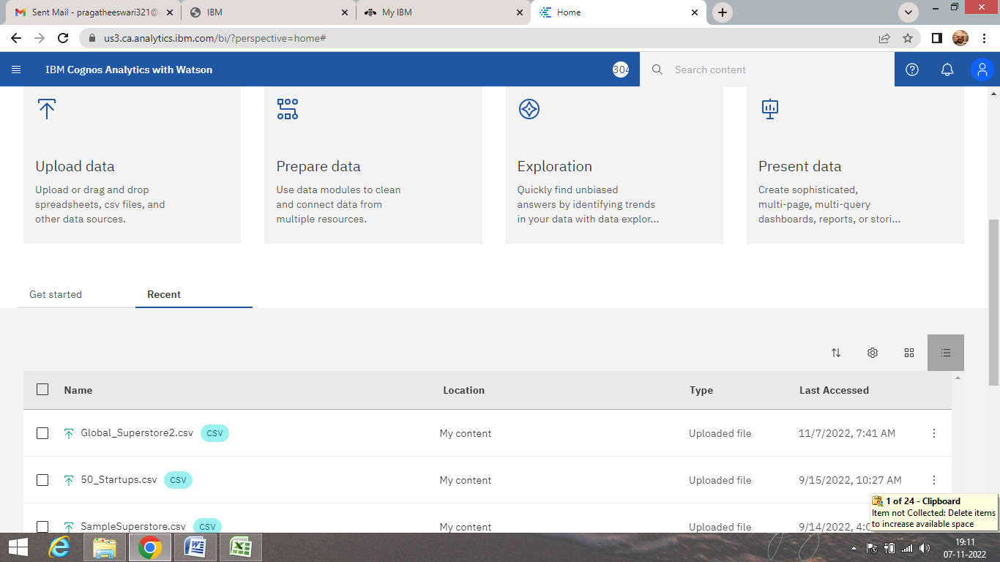 Sent Mail - pragatheeswari321@
IBM
My IBM
Home
us3.ca.analytics.ibm.com/bi/?perspective=home#
IBM Cognos Analytics with Watson
304
Search content
Upload data
Upload or drag and drop
spreadsheets, csv files, and
other data sources.
Prepare data
Use data modules to clean
and connect data from
multiple resources.
Exploration
Quickly find unbiased
answers by identifying trends
in your data with data explor...
Present data
Create sophisticated,
multi-page, multi-query
dashboards, reports, or stori...
Get started
Recent
Name Location Type Last Accessed
Global_Superstore2.csv CSV My content Uploaded file 11/7/2022, 7:41 AM
50_Startups.csv CSV My content Uploaded file 9/15/2022, 10:27 AM
SampleSuperstore.csv CSV My content Uploaded file 9/14/2022, 4:0
1 of 24 - Clipboard
Item not Collected: Delete items
to increase available space
19:11
07-11-2022